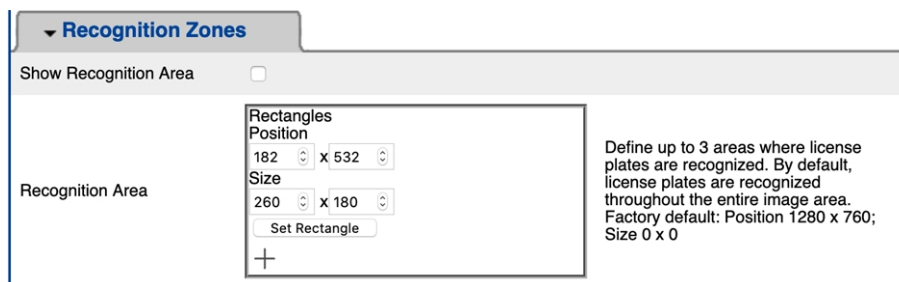 Recognition Zones
Show Recognition Area
Recognition Area
Rectangles
Position
182 x 532
Size
260 x 180
Set Rectangle
+
Define up to 3 areas where license
plates are recognized. By default,
license plates are recognized
throughout the entire image area.
Factory default: Position 1280 x 760;
Size 0 x 0